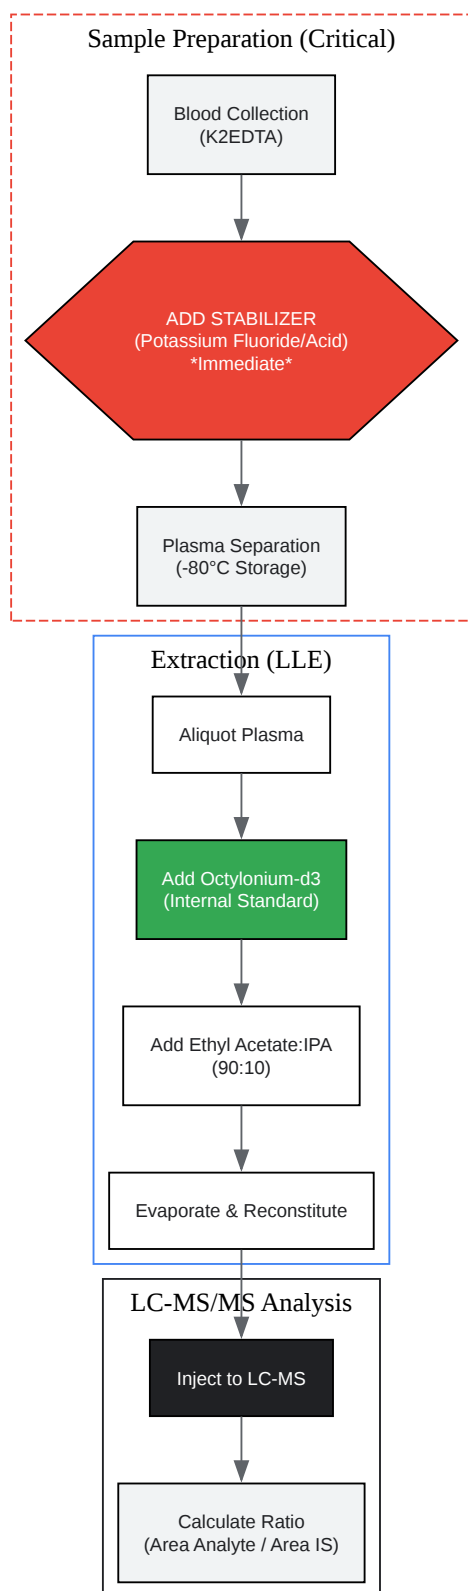 Sample Preparation (Critical)
Blood Collection
(K2EDTA)
ADD STABILIZER
(Potassium Fluoride/Acid)
*Immediate*
Plasma Separation
(-80°C Storage)
Extraction (LLE)
Aliquot Plasma
Add Octylonium-d3
(Internal Standard)
Add Ethyl Acetate:IPA
(90:10)
Evaporate & Reconstitute
LC-MS/MS Analysis
Inject to LC-MS
Calculate Ratio
(Area Analyte / Area IS)